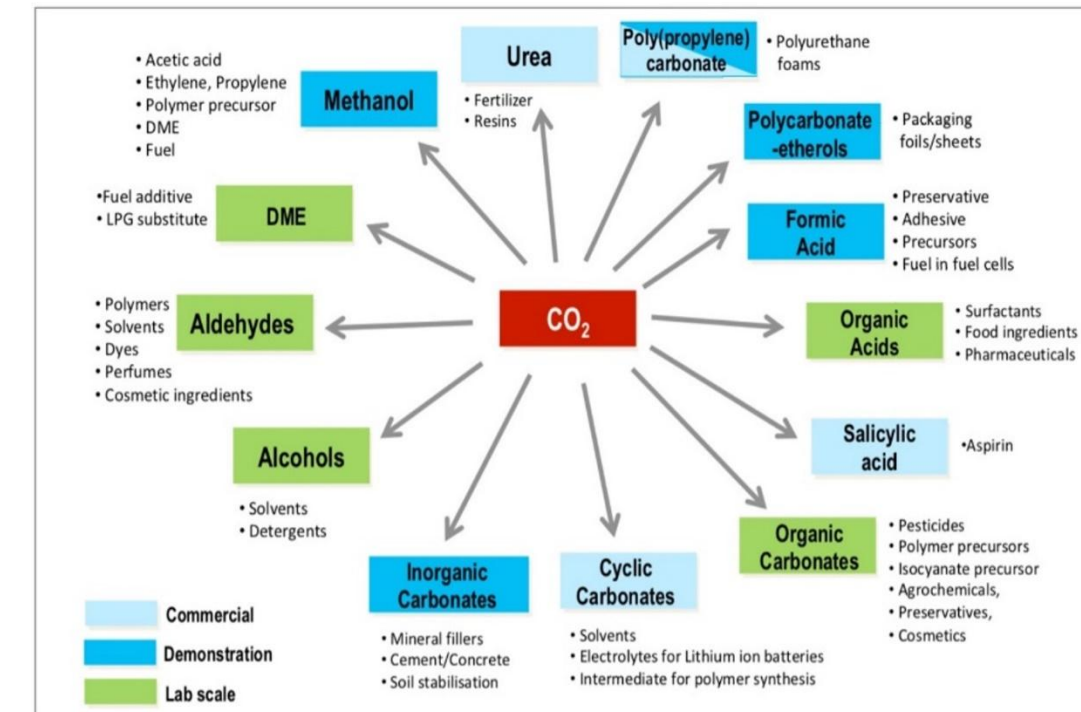 Urea
• Fertilizer
• Resins
Poly(propylene)
carbonate
• Polyurethane
foams
• Acetic acid
• Ethylene, Propylene
• Polymer precursor
• DME
• Fuel
Methanol
Polycarbonate
-etherols
• Packaging
foils/sheets
•Fuel additive
• LPG substitute
DME
Formic
Acid
• Preservative
• Adhesive
• Precursors
• Fuel in fuel cells
• Polymers
• Solvents
• Dyes
• Perfumes
• Cosmetic ingredients
Aldehydes
CO₂
Organic
Acids
• Surfactants
• Food ingredients
• Pharmaceuticals
Alcohols
• Solvents
• Detergents
Salicylic
acid
•Aspirin
Inorganic
Carbonates
• Mineral fillers
• Cement/Concrete
• Soil stabilisation
Cyclic
Carbonates
• Solvents
• Electrolytes for Lithium ion batteries
• Intermediate for polymer synthesis
Organic
Carbonates
• Pesticides
• Polymer precursors
• Isocyanate precursor
• Agrochemicals,
• Preservatives,
• Cosmetics
Commercial
Demonstration
Lab scale